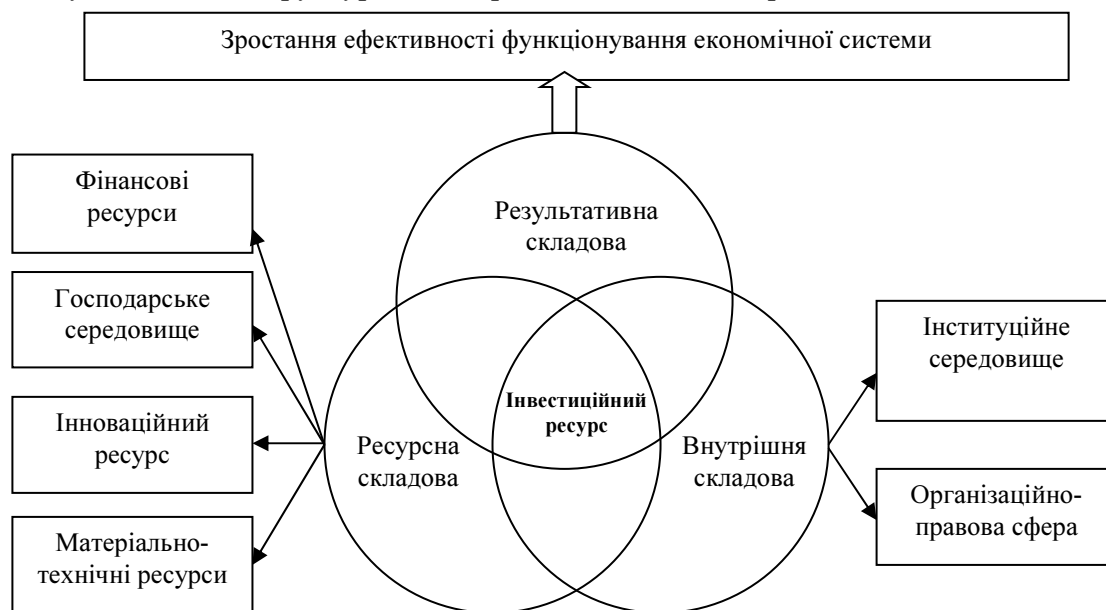 Зростання ефективності функціонування економічної системи
Фінансові
ресурси
Результативна
складова
Господарське
середовище
Інституційне
середовище
Інвестиційний
ресурс
Інноваційний
ресурс
Ресурсна
складова
Внутрішня
складова
Організаційно-
правова сфера
Матеріально-
технічні ресурси